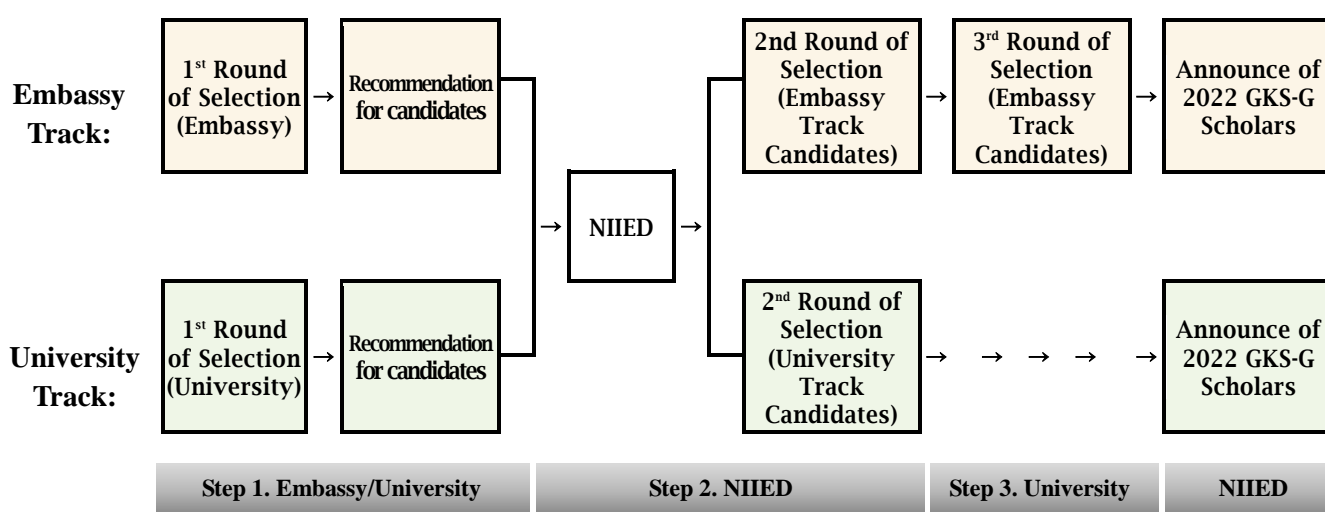 Embassy
Track:
1st Round
of Selection
(Embassy)
→
Recommendation
for candidates
→
NIIED
→
2nd Round of
Selection
(Embassy
Track
Candidates)
→
3rd Round of
Selection
(Embassy
Track
Candidates)
→
Announce of
2022 GKS-G
Scholars
University
Track:
1st Round
of Selection
(University)
→
Recommendation
for candidates
2nd Round of
Selection
(University
Track
Candidates)
→ → → → →
Announce of
2022 GKS-G
Scholars
Step 1. Embassy/University
Step 2. NIIED
Step 3. University
NIIED